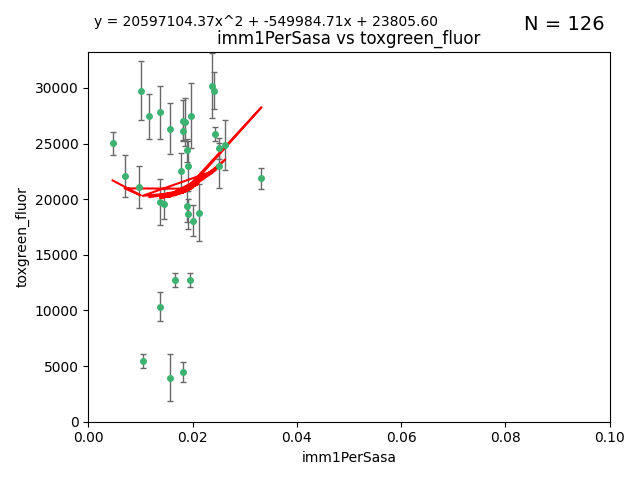 y = 20597104.37x^2 + -549984.71x + 23805.60
N = 126
imm1PerSasa vs toxgreen_fluor
30000
25000
20000
15000
10000
5000
0
toxgreen_fluor
0.00 0.02 0.04 0.06 0.08 0.10
imm1PerSasa